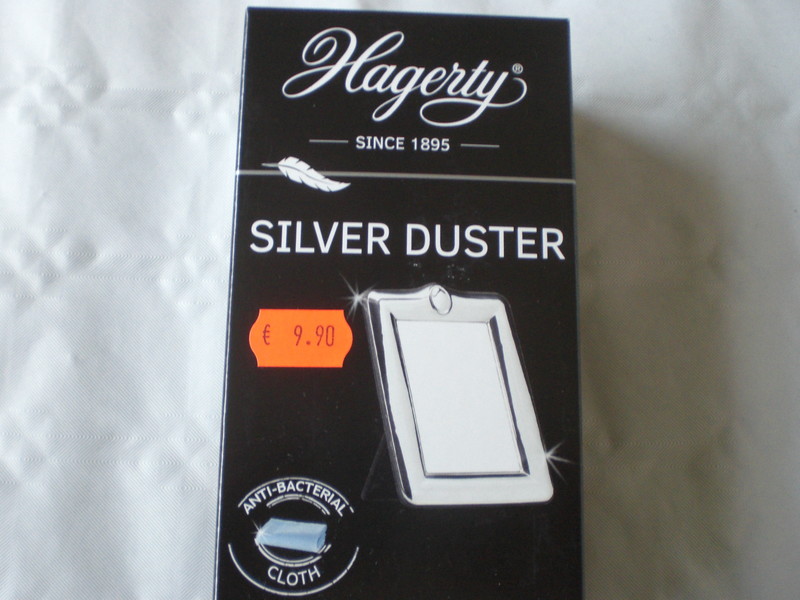 Hagerty®
SINCE 1895
SILVER DUSTER
€ 9.90
ANTI-BACTERIAL
CLOTH